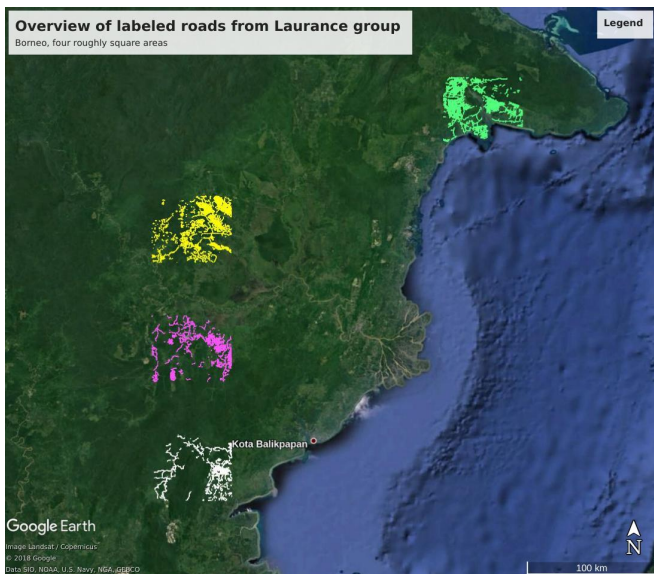 Overview of labeled roads from Laurance group
Borneo, four roughly square areas
Legend
Kota Balikpapan
Google Earth
Image Landsat / Copernicus
© 2018 Google
Data SIO, NOAA, U.S. Navy, NGA, GEBCO
N
100 km